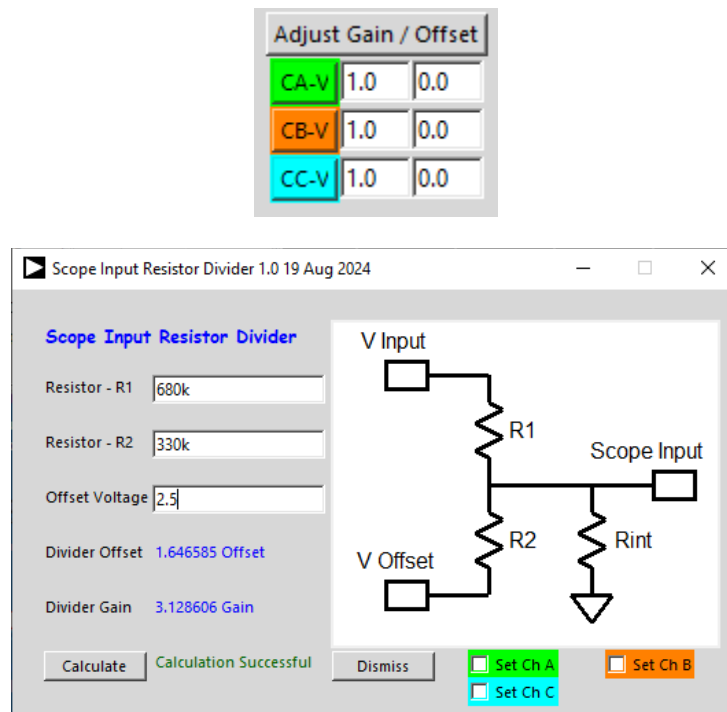 Adjust Gain / Offset
CA-V 1.0 0.0
CB-V 1.0 0.0
CC-V 1.0 0.0
Scope Input Resistor Divider 1.0 19 Aug 2024
Scope Input Resistor Divider
Resistor - R1 680k
Resistor - R2 330k
Offset Voltage 2.5
Divider Offset 1.646585 Offset
Divider Gain 3.128606 Gain
Calculate Calculation Successful Dismiss
V Input
R1
Scope Input
R2 Rint
V Offset
Set Ch A Set Ch B
Set Ch C